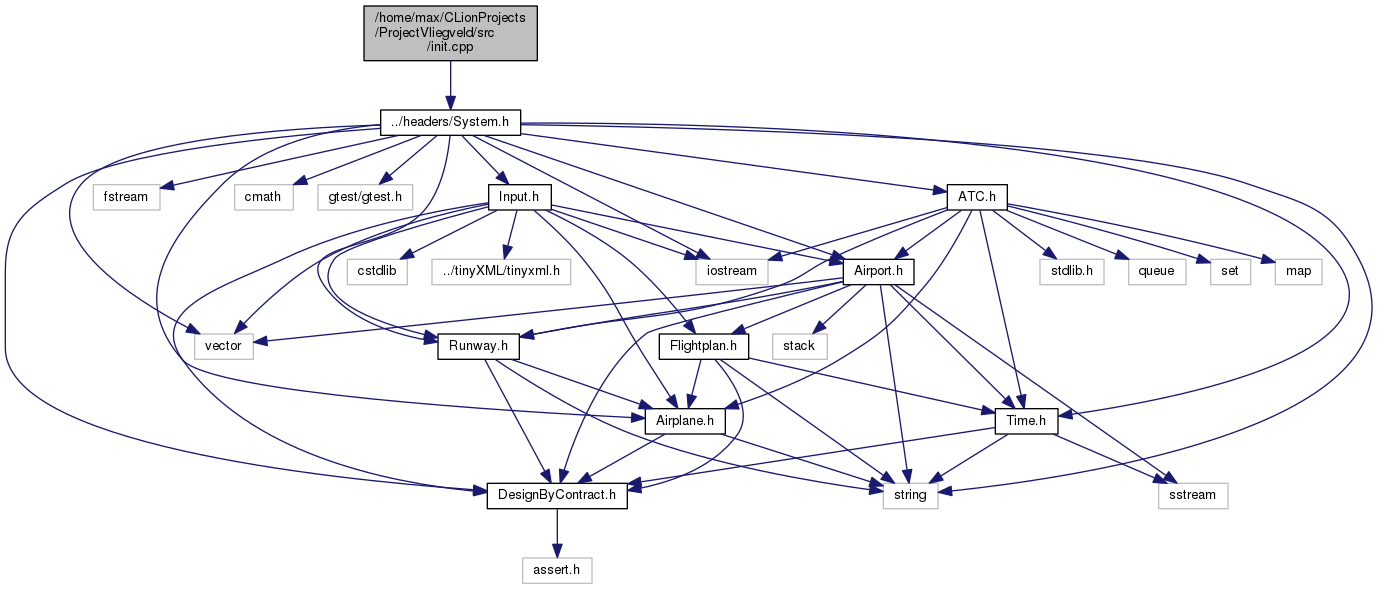 /home/max/CLionProjects
/ProjectVliegveld/src
/init.cpp
../headers/System.h
fstream
cmath
gtest/gtest.h
Input.h
ATC.h
cstdlib
../tinyXML/tinyxml.h
iostream
Airport.h
stdlib.h
queue
set
map
vector
Runway.h
Flightplan.h
stack
Airplane.h
Time.h
DesignByContract.h
string
sstream
assert.h